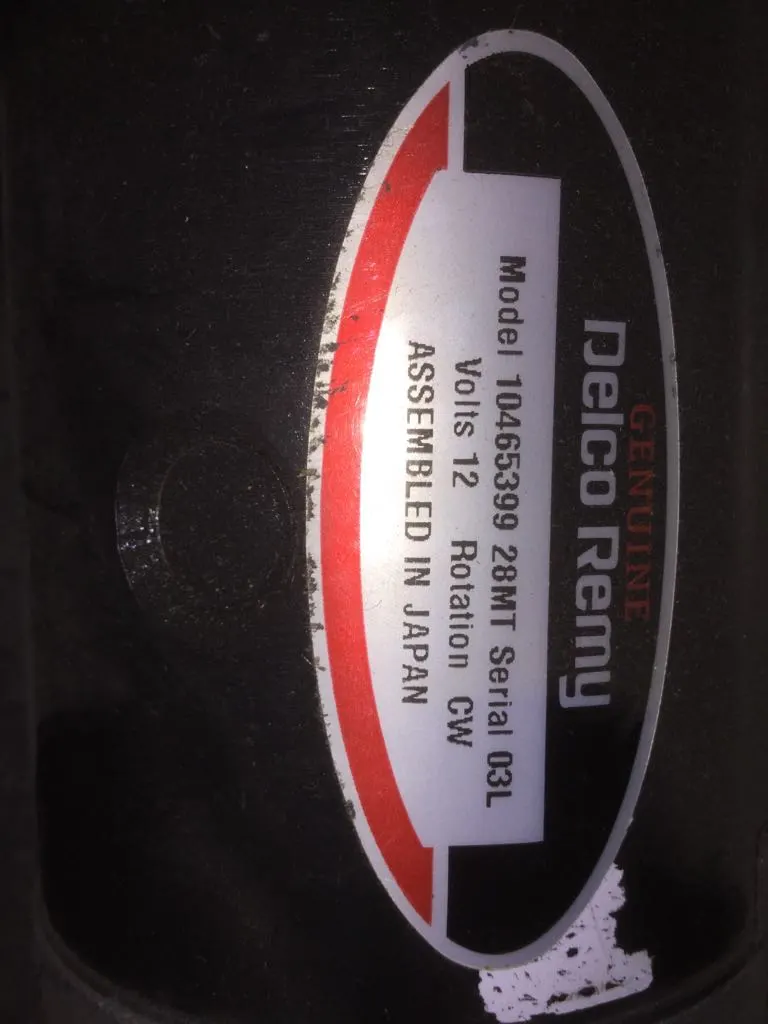 GENUINE
Delco Remy
Model 10465399 28MT Serial 03L
Volts 12 Rotation CW
ASSEMBLED IN JAPAN